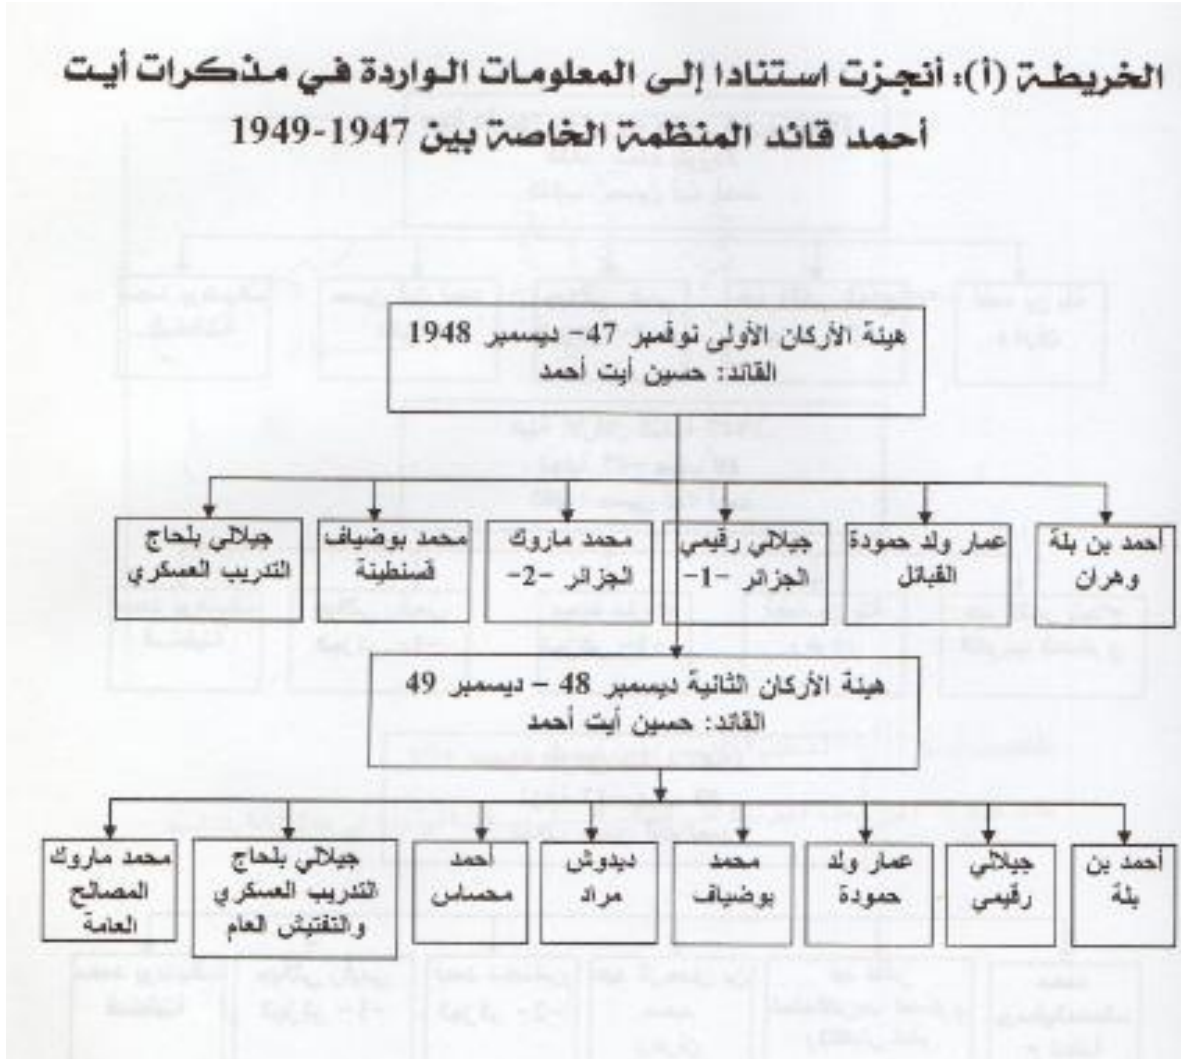 الخريطة (أ): أنجزت استنادا إلى المعلومات الواردة في مذكرات أيت
أحمد قائد المنظمة الخاصة بين 1947-1949
هيئة الأركان الأولى نوفمبر 47- ديسمبر 1948
القائد: حسين أيت أحمد
أحمد بن بلة
وهران
عمار ولد حمودة
القبائل
جيلالي رقيمي
الجزائر -1-
محمد ماروك
الجزائر -2-
محمد بوضياف
قسنطينة
جيلالي بلحاج
التدريب العسكري
هيئة الأركان الثانية ديسمبر 48 – ديسمبر 49
القائد: حسين أيت أحمد
أحمد بن
بلة
جيلالي
رقيمي
عمار ولد
حمودة
محمد
بوضياف
ديدوش
مراد
أحمد
محساس
جيلالي بلحاج
التدريب العسكري
والتفتيش العام
محمد ماروك
المصالح
العامة